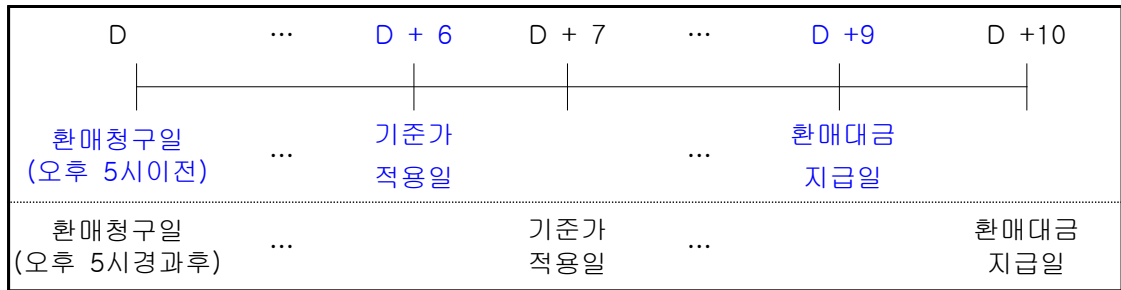 D … D + 6 D + 7 … D +9 D +10
환매청구일 … 기준가 … 환매대금
(오후 5시이전) 적용일 지급일
환매청구일 … 기준가 … 환매대금
(오후 5시경과후) 적용일 지급일